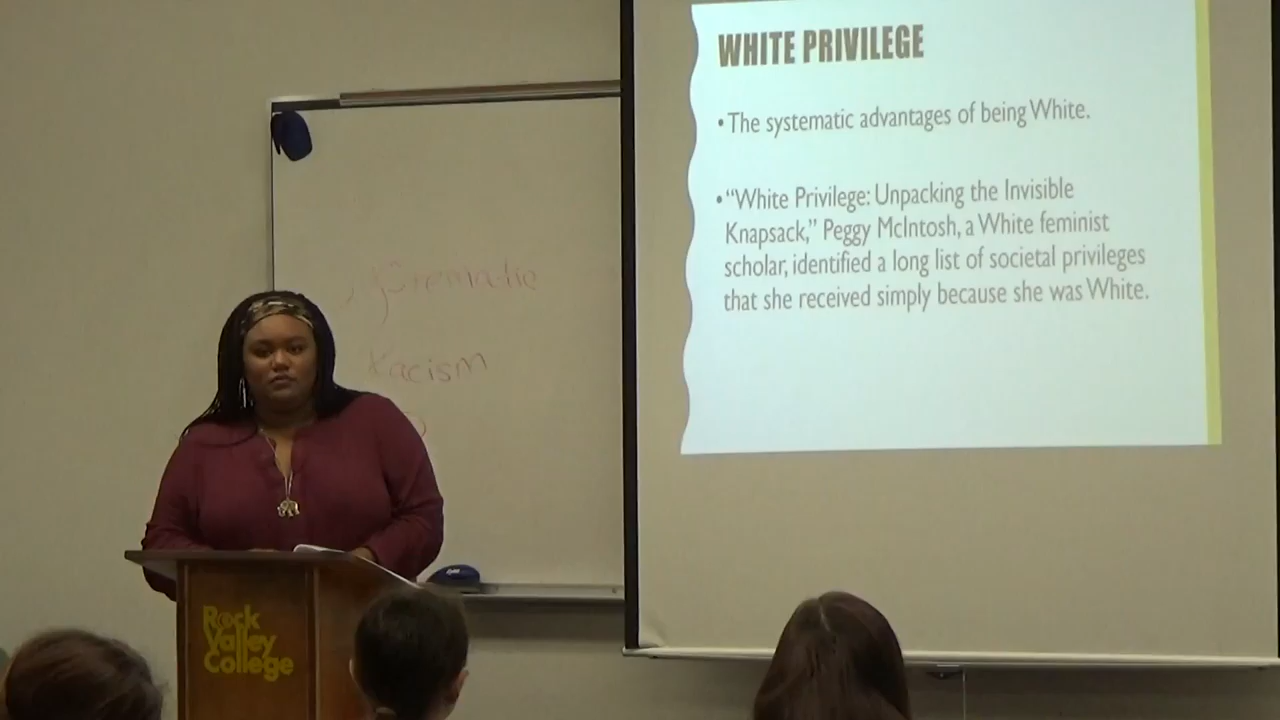 WHITE PRIVILEGE
• The systematic advantages of being White.
• “White Privilege: Unpacking the Invisible
Knapsack,” Peggy McIntosh, a White feminist
scholar, identified a long list of societal privileges
that she received simply because she was White.
Racism
Rock
Valley
College